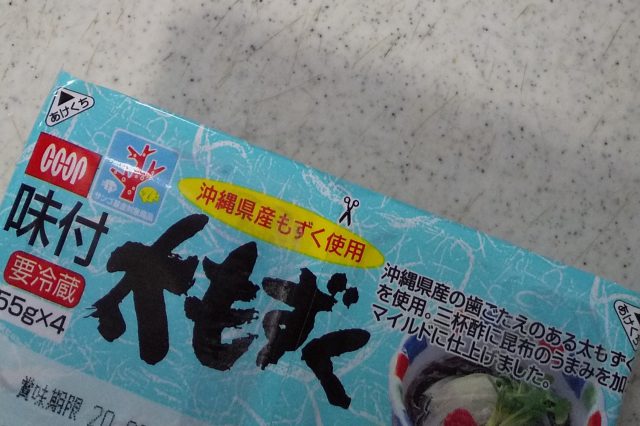 あけくち
COOP
味付
太もずく
沖縄県産もずく使用
要冷蔵
55g×4
沖縄県産の歯ごたえのある太もずく
を使用。三杯酢に昆布のうまみを加
マイルドに仕上げました。
賞味期限 20
あけく